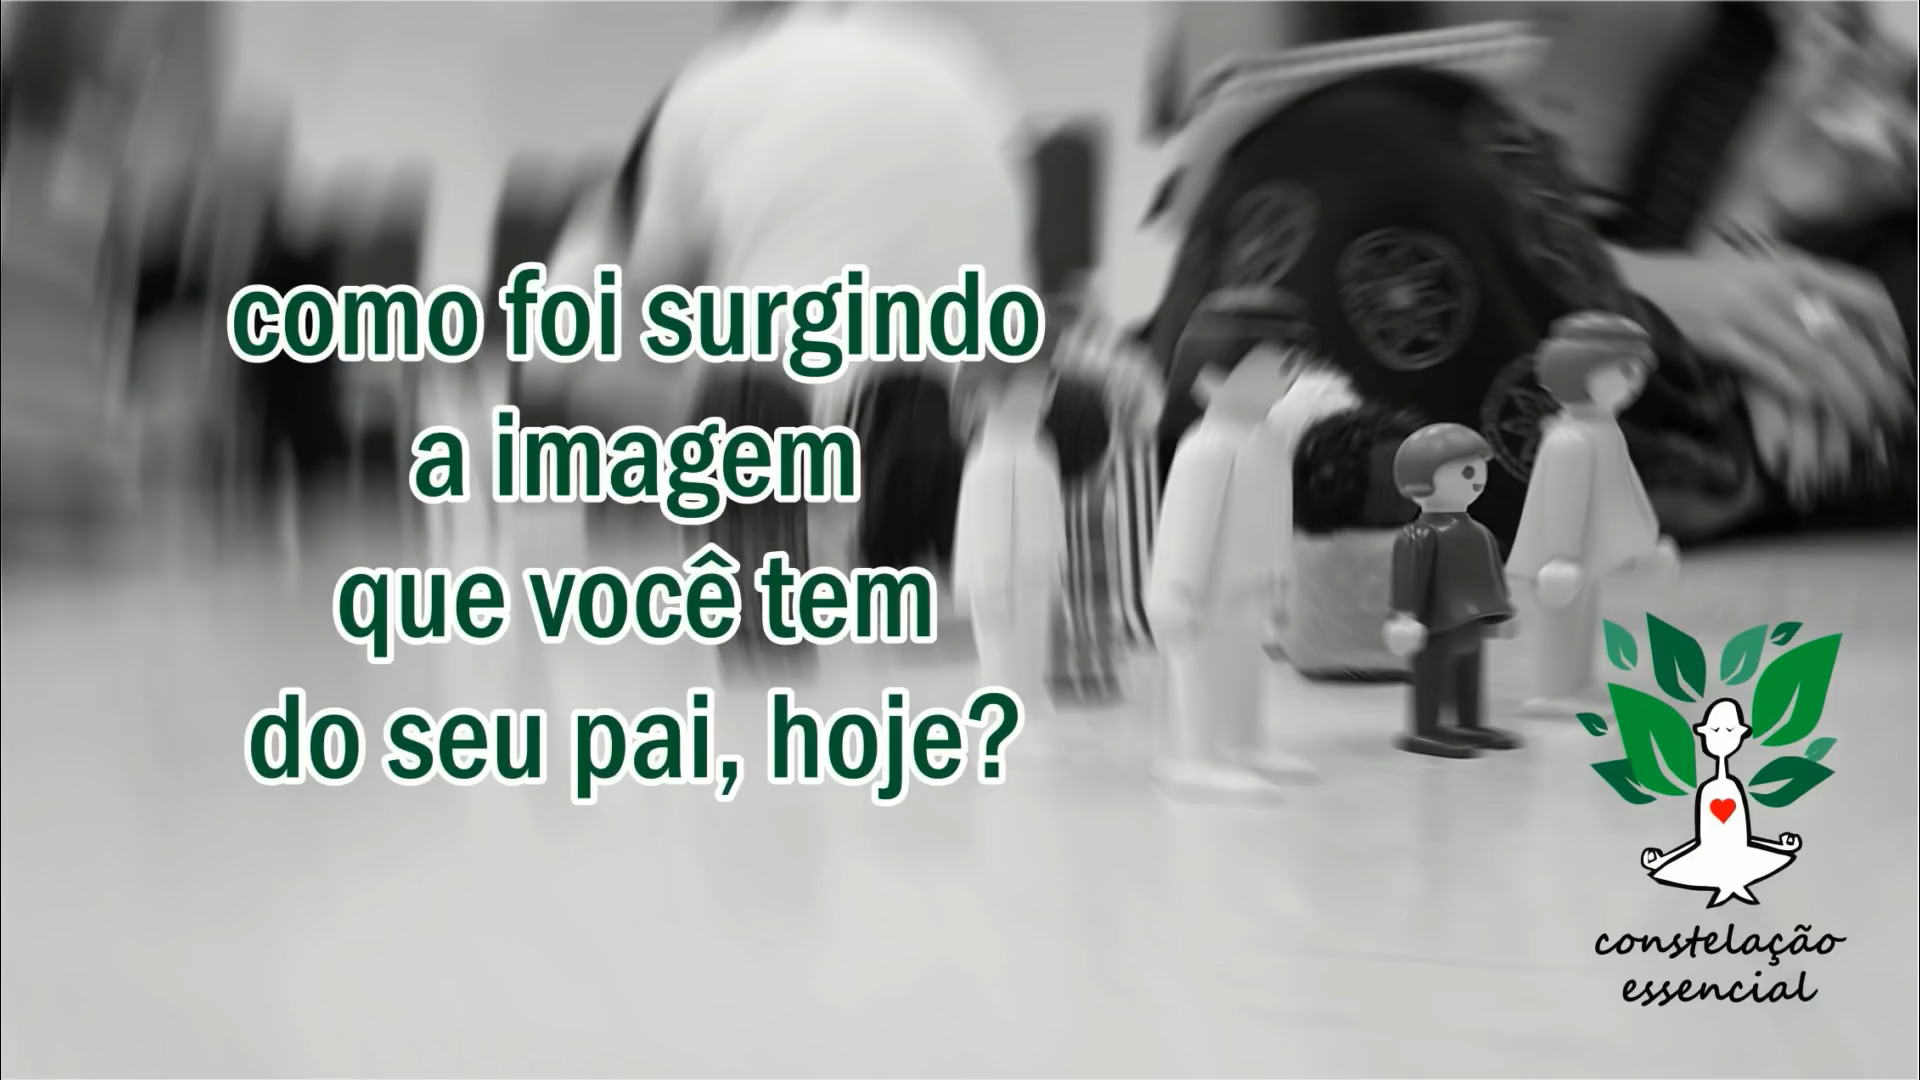 como foi surgindo
a imagem
que você tem
do seu pai, hoje?
constelação
essencial